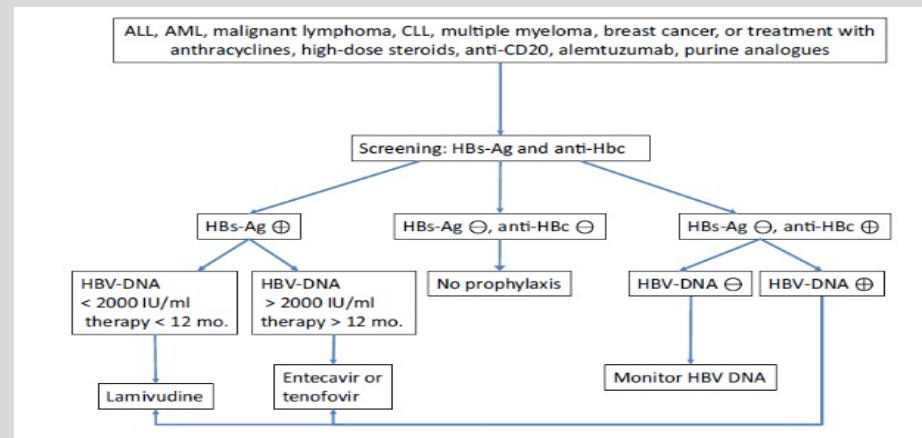 ALL, AML, malignant lymphoma, CLL, multiple myeloma, breast cancer, or treatment with
anthracyclines, high-dose steroids, anti-CD20, alemtuzumab, purine analogues
Screening: HBs-Ag and anti-Hbc
HBs-Ag ⊕
HBs-Ag ⊖, anti-HBc ⊖
HBs-Ag ⊖, anti-HBc ⊕
HBV-DNA
< 2000 IU/ml
therapy < 12 mo.
HBV-DNA
> 2000 IU/ml
therapy > 12 mo.
No prophylaxis
HBV-DNA ⊖
HBV-DNA ⊕
Lamivudine
Entecavir or
tenofovir
Monitor HBV DNA